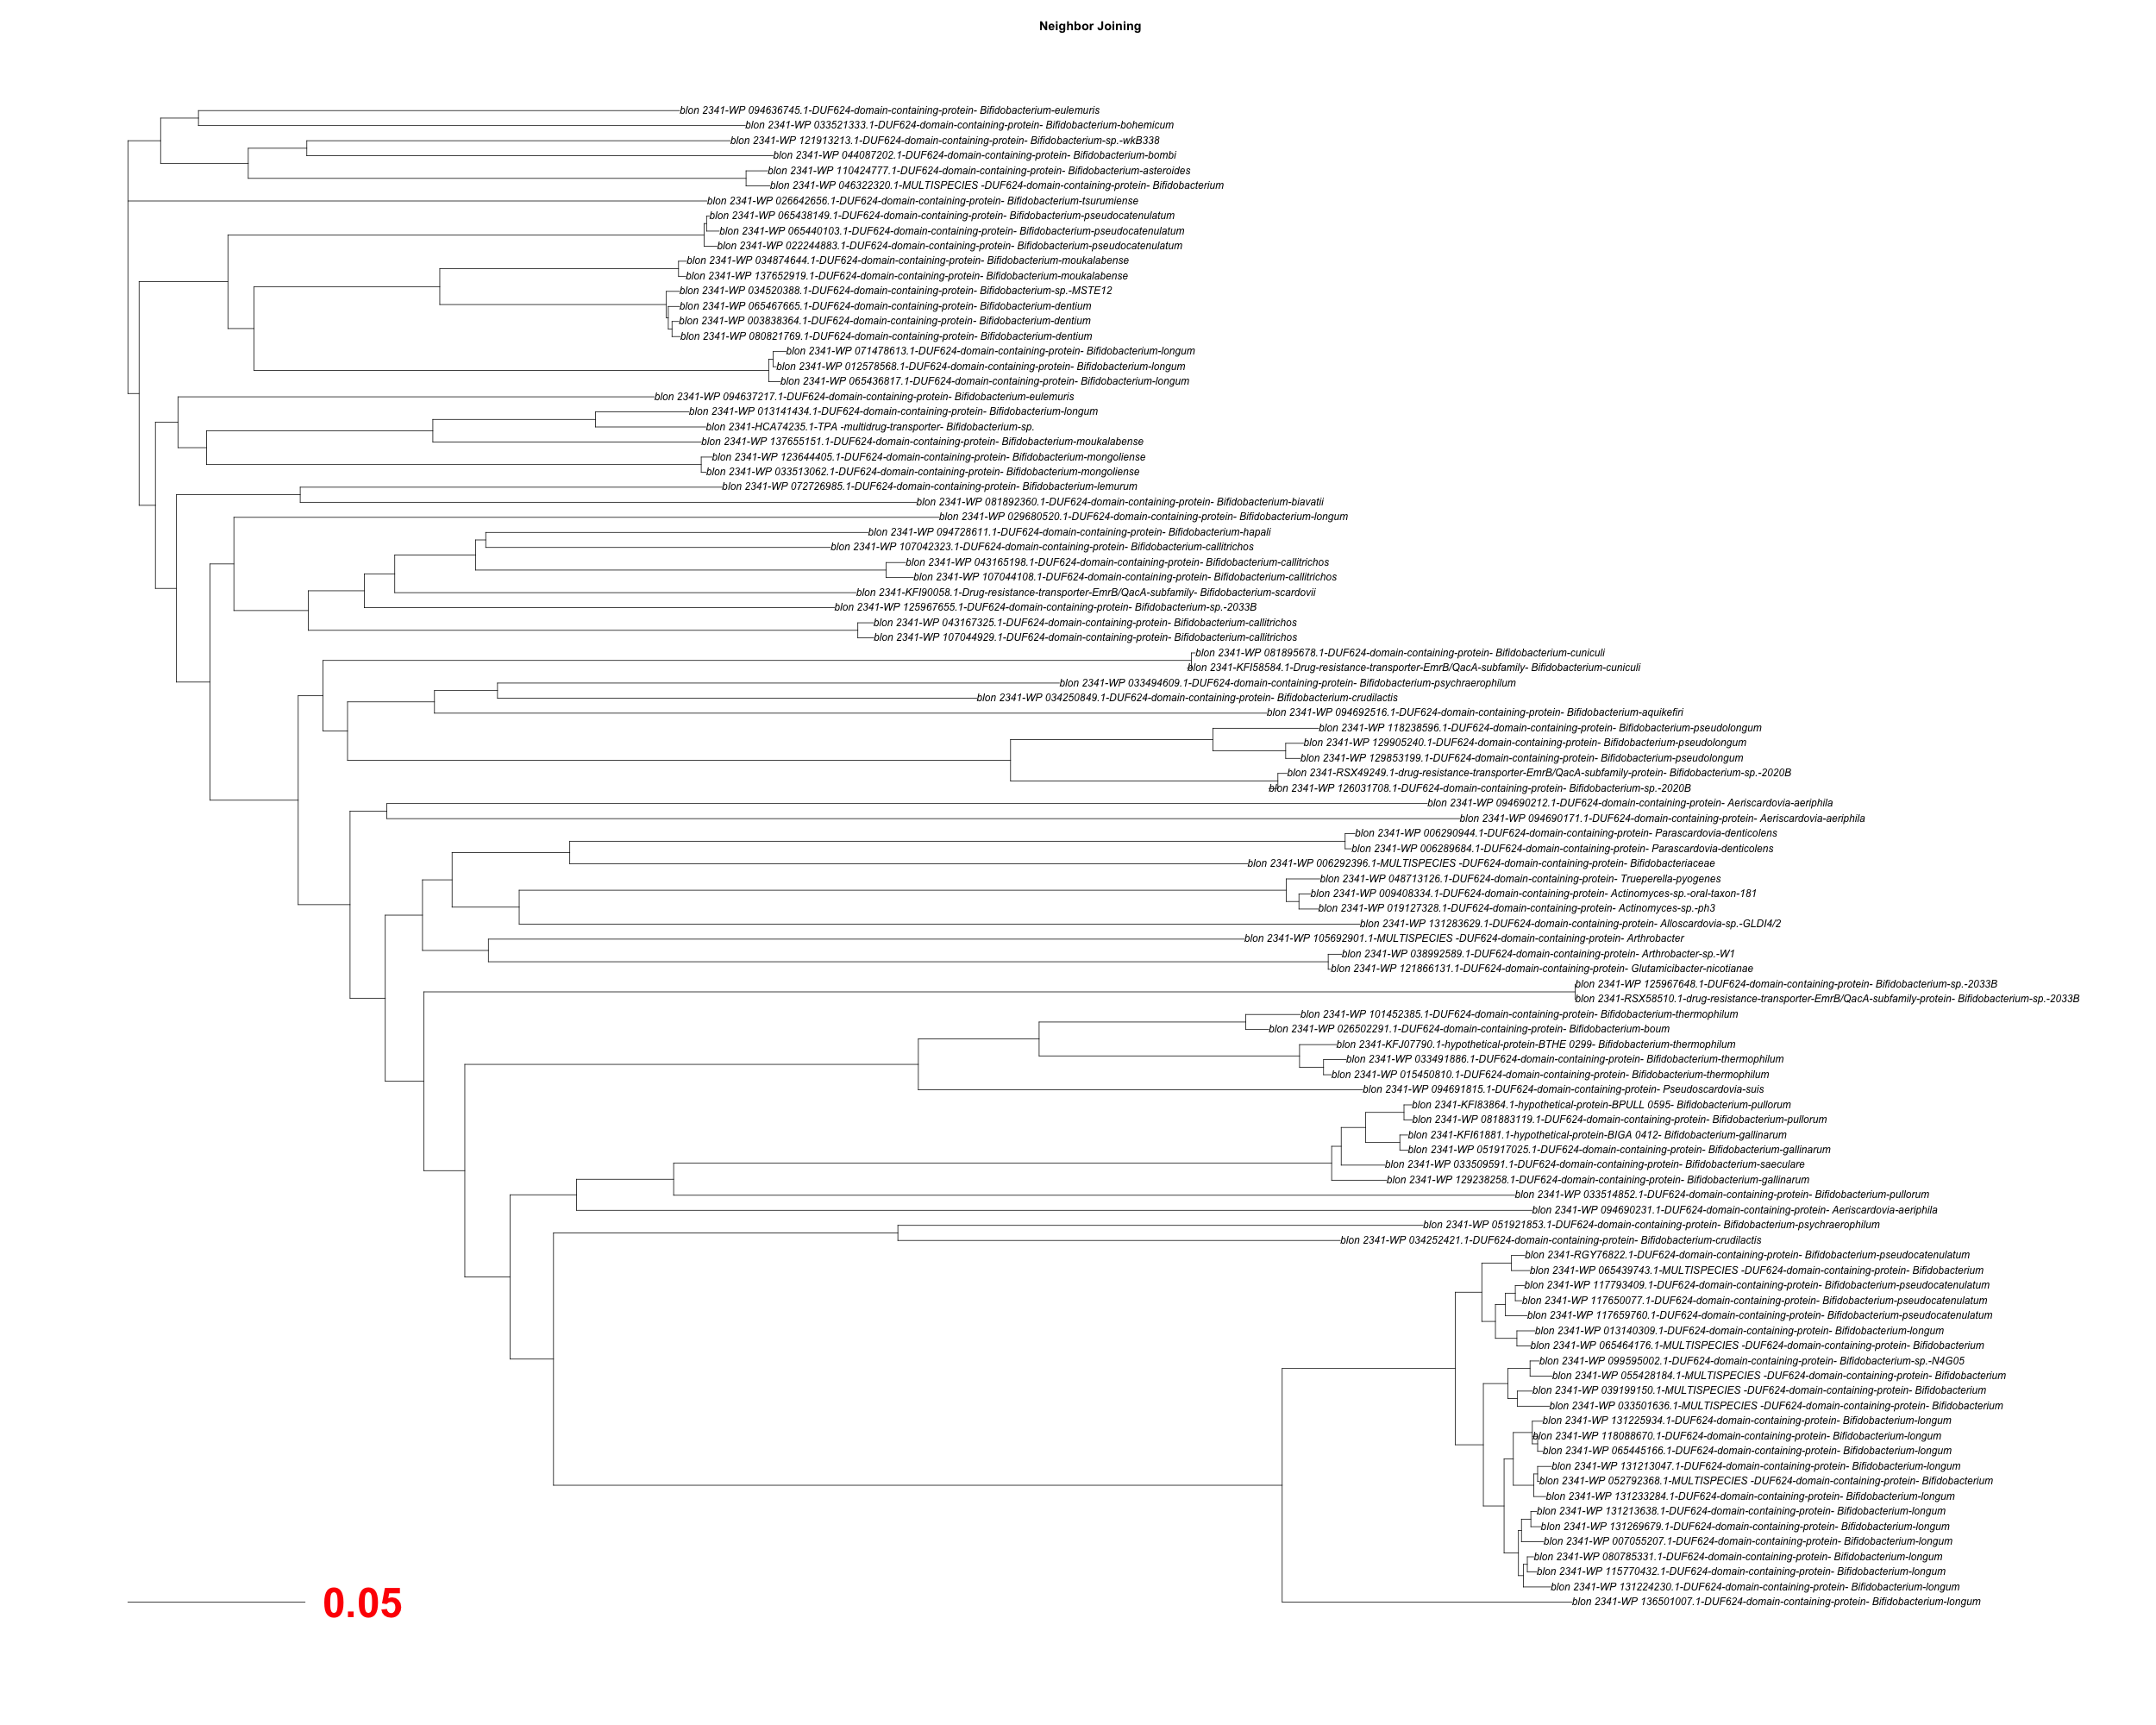 Neighbor Joining
blon 2341-WP 094636745.1-DUF624-domain-containing-protein- Bifidobacterium-eulemuris
blon 2341-WP 033521333.1-DUF624-domain-containing-protein- Bifidobacterium-bohemicum
blon 2341-WP 121913213.1-DUF624-domain-containing-protein- Bifidobacterium-sp.-wkB338
blon 2341-WP 044087202.1-DUF624-domain-containing-protein- Bifidobacterium-bombi
blon 2341-WP 110424777.1-DUF624-domain-containing-protein- Bifidobacterium-asteroides
blon 2341-WP 046322320.1-MULTISPECIES -DUF624-domain-containing-protein- Bifidobacterium
blon 2341-WP 026642656.1-DUF624-domain-containing-protein- Bifidobacterium-tsurumiense
blon 2341-WP 065438149.1-DUF624-domain-containing-protein- Bifidobacterium-pseudocatenulatum
blon 2341-WP 065440103.1-DUF624-domain-containing-protein- Bifidobacterium-pseudocatenulatum
blon 2341-WP 022244883.1-DUF624-domain-containing-protein- Bifidobacterium-pseudocatenulatum
blon 2341-WP 034874644.1-DUF624-domain-containing-protein- Bifidobacterium-moukalabense
blon 2341-WP 137652919.1-DUF624-domain-containing-protein- Bifidobacterium-moukalabense
blon 2341-WP 034520388.1-DUF624-domain-containing-protein- Bifidobacterium-sp.-MSTE12
blon 2341-WP 065467665.1-DUF624-domain-containing-protein- Bifidobacterium-dentium
blon 2341-WP 003838364.1-DUF624-domain-containing-protein- Bifidobacterium-dentium
blon 2341-WP 080821769.1-DUF624-domain-containing-protein- Bifidobacterium-dentium
blon 2341-WP 071478613.1-DUF624-domain-containing-protein- Bifidobacterium-longum
blon 2341-WP 012578568.1-DUF624-domain-containing-protein- Bifidobacterium-longum
blon 2341-WP 065436817.1-DUF624-domain-containing-protein- Bifidobacterium-longum
blon 2341-WP 094637217.1-DUF624-domain-containing-protein- Bifidobacterium-eulemuris
blon 2341-WP 013141434.1-DUF624-domain-containing-protein- Bifidobacterium-longum
blon 2341-HCA74235.1-TPA -multidrug-transporter- Bifidobacterium-sp.
blon 2341-WP 137655151.1-DUF624-domain-containing-protein- Bifidobacterium-moukalabense
blon 2341-WP 123644405.1-DUF624-domain-containing-protein- Bifidobacterium-mongoliense
blon 2341-WP 033513062.1-DUF624-domain-containing-protein- Bifidobacterium-mongoliense
blon 2341-WP 072726985.1-DUF624-domain-containing-protein- Bifidobacterium-lemurum
blon 2341-WP 081892360.1-DUF624-domain-containing-protein- Bifidobacterium-biavatii
blon 2341-WP 029680520.1-DUF624-domain-containing-protein- Bifidobacterium-longum
blon 2341-WP 094728611.1-DUF624-domain-containing-protein- Bifidobacterium-hapali
blon 2341-WP 107042323.1-DUF624-domain-containing-protein- Bifidobacterium-callitrichos
blon 2341-WP 043165198.1-DUF624-domain-containing-protein- Bifidobacterium-callitrichos
blon 2341-WP 107044108.1-DUF624-domain-containing-protein- Bifidobacterium-callitrichos
blon 2341-KFI90058.1-Drug-resistance-transporter-EmrB/QacA-subfamily- Bifidobacterium-scardovii
blon 2341-WP 125967655.1-DUF624-domain-containing-protein- Bifidobacterium-sp.-2033B
blon 2341-WP 043167325.1-DUF624-domain-containing-protein- Bifidobacterium-callitrichos
blon 2341-WP 107044929.1-DUF624-domain-containing-protein- Bifidobacterium-callitrichos
blon 2341-WP 081895678.1-DUF624-domain-containing-protein- Bifidobacterium-cuniculi
blon 2341-KFI58584.1-Drug-resistance-transporter-EmrB/QacA-subfamily- Bifidobacterium-cuniculi
blon 2341-WP 033494609.1-DUF624-domain-containing-protein- Bifidobacterium-psychraerophilum
blon 2341-WP 034250849.1-DUF624-domain-containing-protein- Bifidobacterium-crudilactis
blon 2341-WP 094692516.1-DUF624-domain-containing-protein- Bifidobacterium-aquikefiri
blon 2341-WP 118238596.1-DUF624-domain-containing-protein- Bifidobacterium-pseudolongum
blon 2341-WP 129905240.1-DUF624-domain-containing-protein- Bifidobacterium-pseudolongum
blon 2341-WP 129853199.1-DUF624-domain-containing-protein- Bifidobacterium-pseudolongum
blon 2341-RSX49249.1-drug-resistance-transporter-EmrB/QacA-subfamily-protein- Bifidobacterium-sp.-2020B
blon 2341-WP 126031708.1-DUF624-domain-containing-protein- Bifidobacterium-sp.-2020B
blon 2341-WP 094690212.1-DUF624-domain-containing-protein- Aeriscardovia-aeriphila
blon 2341-WP 094690171.1-DUF624-domain-containing-protein- Aeriscardovia-aeriphila
blon 2341-WP 006290944.1-DUF624-domain-containing-protein- Parascardovia-denticolens
blon 2341-WP 006289684.1-DUF624-domain-containing-protein- Parascardovia-denticolens
blon 2341-WP 006292396.1-MULTISPECIES -DUF624-domain-containing-protein- Bifidobacteriaceae
blon 2341-WP 048713126.1-DUF624-domain-containing-protein- Trueperella-pyogenes
blon 2341-WP 009408334.1-DUF624-domain-containing-protein- Actinomyces-sp.-oral-taxon-181
blon 2341-WP 019127328.1-DUF624-domain-containing-protein- Actinomyces-sp.-ph3
blon 2341-WP 131283629.1-DUF624-domain-containing-protein- Alloscardovia-sp.-GLDI4/2
blon 2341-WP 105692901.1-MULTISPECIES -DUF624-domain-containing-protein- Arthrobacter
blon 2341-WP 038992589.1-DUF624-domain-containing-protein- Arthrobacter-sp.-W1
blon 2341-WP 121866131.1-DUF624-domain-containing-protein- Glutamicibacter-nicotianae
blon 2341-WP 125967648.1-DUF624-domain-containing-protein- Bifidobacterium-sp.-2033B
blon 2341-RSX58510.1-drug-resistance-transporter-EmrB/QacA-subfamily-protein- Bifidobacterium-sp.-2033B
blon 2341-WP 101452385.1-DUF624-domain-containing-protein- Bifidobacterium-thermophilum
blon 2341-WP 026502291.1-DUF624-domain-containing-protein- Bifidobacterium-boum
blon 2341-KFJ07790.1-hypothetical-protein-BTHE 0299- Bifidobacterium-thermophilum
blon 2341-WP 033491886.1-DUF624-domain-containing-protein- Bifidobacterium-thermophilum
blon 2341-WP 015450810.1-DUF624-domain-containing-protein- Bifidobacterium-thermophilum
blon 2341-WP 094691815.1-DUF624-domain-containing-protein- Pseudoscardovia-suis
blon 2341-KFI83864.1-hypothetical-protein-BPULL 0595- Bifidobacterium-pullorum
blon 2341-WP 081883119.1-DUF624-domain-containing-protein- Bifidobacterium-pullorum
blon 2341-KFI61881.1-hypothetical-protein-BIGA 0412- Bifidobacterium-gallinarum
blon 2341-WP 051917025.1-DUF624-domain-containing-protein- Bifidobacterium-gallinarum
blon 2341-WP 033509591.1-DUF624-domain-containing-protein- Bifidobacterium-saeculare
blon 2341-WP 129238258.1-DUF624-domain-containing-protein- Bifidobacterium-gallinarum
blon 2341-WP 033514852.1-DUF624-domain-containing-protein- Bifidobacterium-pullorum
blon 2341-WP 094690231.1-DUF624-domain-containing-protein- Aeriscardovia-aeriphila
blon 2341-WP 051921853.1-DUF624-domain-containing-protein- Bifidobacterium-psychraerophilum
blon 2341-WP 034252421.1-DUF624-domain-containing-protein- Bifidobacterium-crudilactis
blon 2341-RGY76822.1-DUF624-domain-containing-protein- Bifidobacterium-pseudocatenulatum
blon 2341-WP 065439743.1-MULTISPECIES -DUF624-domain-containing-protein- Bifidobacterium
blon 2341-WP 117793409.1-DUF624-domain-containing-protein- Bifidobacterium-pseudocatenulatum
blon 2341-WP 117650077.1-DUF624-domain-containing-protein- Bifidobacterium-pseudocatenulatum
blon 2341-WP 117659760.1-DUF624-domain-containing-protein- Bifidobacterium-pseudocatenulatum
blon 2341-WP 013140309.1-DUF624-domain-containing-protein- Bifidobacterium-longum
blon 2341-WP 065464176.1-MULTISPECIES -DUF624-domain-containing-protein- Bifidobacterium
blon 2341-WP 099595002.1-DUF624-domain-containing-protein- Bifidobacterium-sp.-N4G05
blon 2341-WP 055428184.1-MULTISPECIES -DUF624-domain-containing-protein- Bifidobacterium
blon 2341-WP 039199150.1-MULTISPECIES -DUF624-domain-containing-protein- Bifidobacterium
blon 2341-WP 033501636.1-MULTISPECIES -DUF624-domain-containing-protein- Bifidobacterium
blon 2341-WP 131225934.1-DUF624-domain-containing-protein- Bifidobacterium-longum
blon 2341-WP 118088670.1-DUF624-domain-containing-protein- Bifidobacterium-longum
blon 2341-WP 065445166.1-DUF624-domain-containing-protein- Bifidobacterium-longum
blon 2341-WP 131213047.1-DUF624-domain-containing-protein- Bifidobacterium-longum
blon 2341-WP 052792368.1-MULTISPECIES -DUF624-domain-containing-protein- Bifidobacterium
blon 2341-WP 131233284.1-DUF624-domain-containing-protein- Bifidobacterium-longum
blon 2341-WP 131213638.1-DUF624-domain-containing-protein- Bifidobacterium-longum
blon 2341-WP 131269679.1-DUF624-domain-containing-protein- Bifidobacterium-longum
blon 2341-WP 007055207.1-DUF624-domain-containing-protein- Bifidobacterium-longum
blon 2341-WP 080785331.1-DUF624-domain-containing-protein- Bifidobacterium-longum
blon 2341-WP 115770432.1-DUF624-domain-containing-protein- Bifidobacterium-longum
blon 2341-WP 131224230.1-DUF624-domain-containing-protein- Bifidobacterium-longum
blon 2341-WP 136501007.1-DUF624-domain-containing-protein- Bifidobacterium-longum
0.05